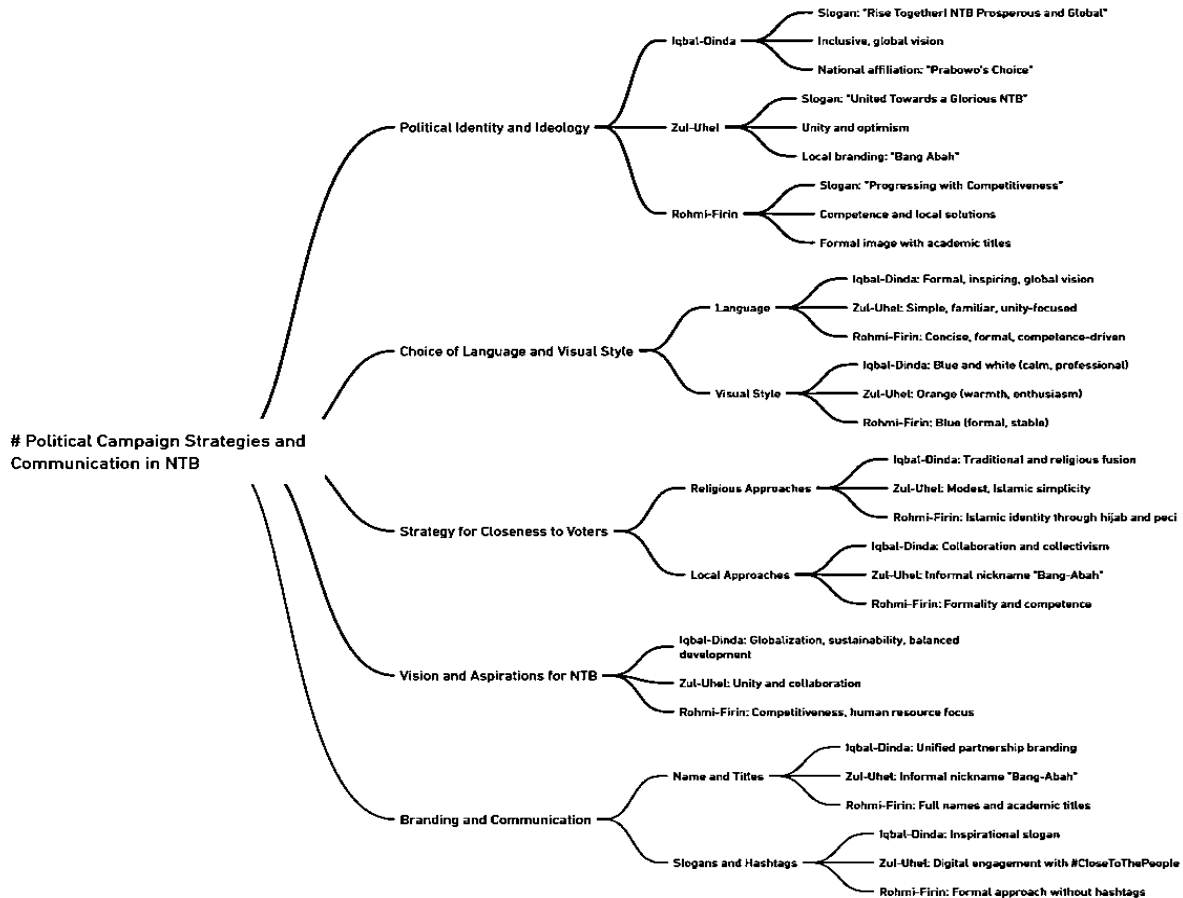 # Political Campaign Strategies and
Communication in NTB
Political Identity and Ideology
Iqbal-Dinda
Slogan: "Rise Together! NTB Prosperous and Global"
Inclusive, global vision
National affiliation: "Prabowo's Choice"
Zul-Uhel
Slogan: "United Towards a Glorious NTB"
Unity and optimism
Local branding: "Bang Abah"
Rohmi-Firin
Slogan: "Progressing with Competitiveness"
Competence and local solutions
Formal image with academic titles
Choice of Language and Visual Style
Language
Iqbal-Dinda: Formal, inspiring, global vision
Zul-Uhel: Simple, familiar, unity-focused
Rohmi-Firin: Concise, formal, competence-driven
Visual Style
Iqbal-Dinda: Blue and white (calm, professional)
Zul-Uhel: Orange (warmth, enthusiasm)
Rohmi-Firin: Blue (formal, stable)
Strategy for Closeness to Voters
Religious Approaches
Iqbal-Dinda: Traditional and religious fusion
Zul-Uhel: Modest, Islamic simplicity
Rohmi-Firin: Islamic identity through hijab and peci
Local Approaches
Iqbal-Dinda: Collaboration and collectivism
Zul-Uhel: Informal nickname "Bang-Abah"
Rohmi-Firin: Formality and competence
Vision and Aspirations for NTB
Iqbal-Dinda: Globalization, sustainability, balanced
development
Zul-Uhel: Unity and collaboration
Rohmi-Firin: Competitiveness, human resource focus
Branding and Communication
Name and Titles
Iqbal-Dinda: Unified partnership branding
Zul-Uhel: Informal nickname "Bang-Abah"
Rohmi-Firin: Full names and academic titles
Slogans and Hashtags
Iqbal-Dinda: Inspirational slogan
Zul-Uhel: Digital engagement with #CloseToThePeople
Rohmi-Firin: Formal approach without hashtags